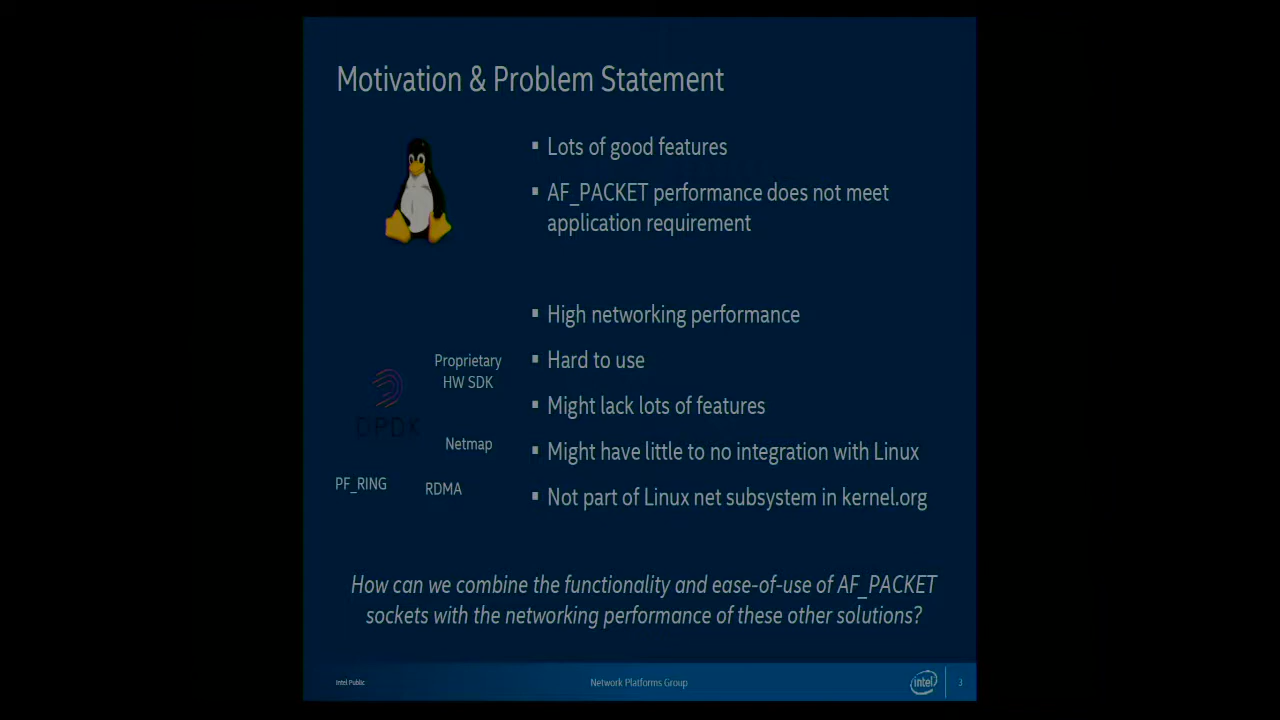 Motivation & Problem Statement
▪ Lots of good features
▪ AF_PACKET performance does not meet
application requirement
▪ High networking performance
▪ Hard to use
▪ Might lack lots of features
▪ Might have little to no integration with Linux
▪ Not part of Linux net subsystem in kernel.org
Proprietary
HW SDK
DPDK
Netmap
PF_RING
RDMA
How can we combine the functionality and ease-of-use of AF_PACKET
sockets with the networking performance of these other solutions?
Intel Public
Network Platforms Group
intel
3